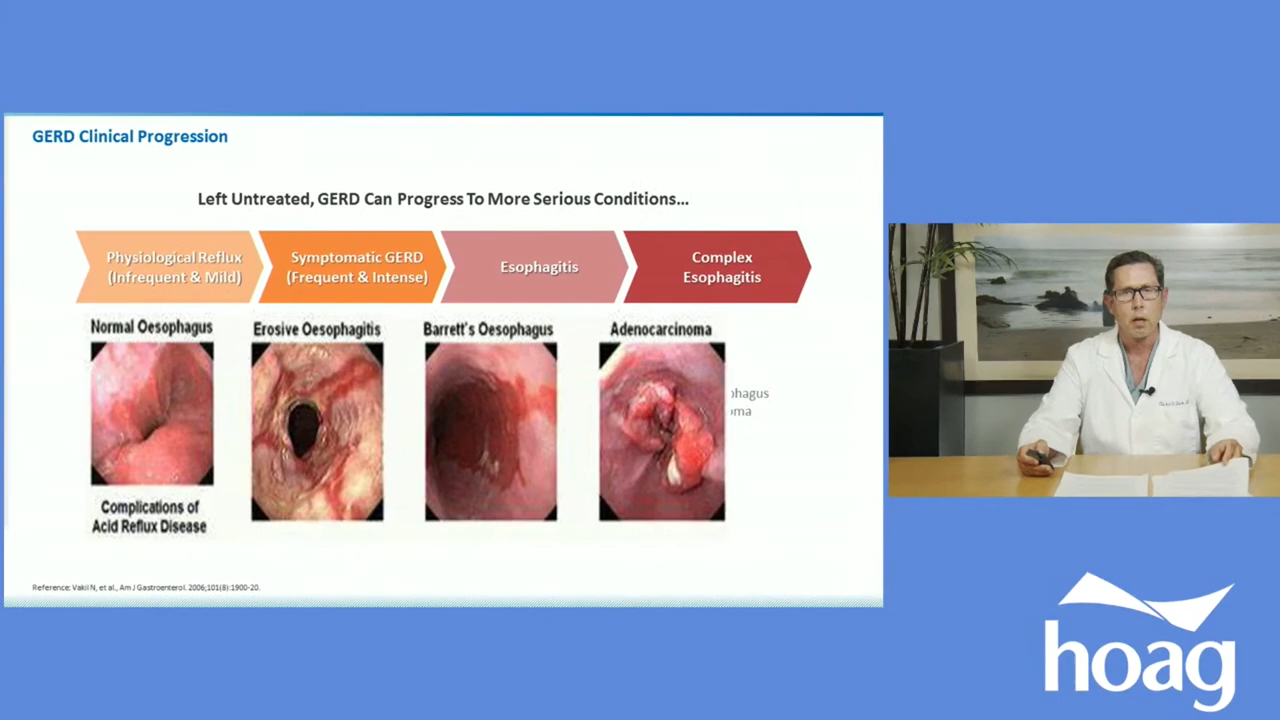 GERD Clinical Progression
Left Untreated, GERD Can Progress To More Serious Conditions...
Physiological Reflux
(Infrequent & Mild)
Symptomatic GERD
(Frequent & Intense)
Esophagitis
Complex
Esophagitis
Normal Oesophagus
Erosive Oesophagitis
Barrett's Oesophagus
Adenocarcinoma
phagus
oma
Complications of
Acid Reflux Disease
Reference: Vakil N, et al., Am J Gastroenterol. 2006;101(8):1900-20.
hoag